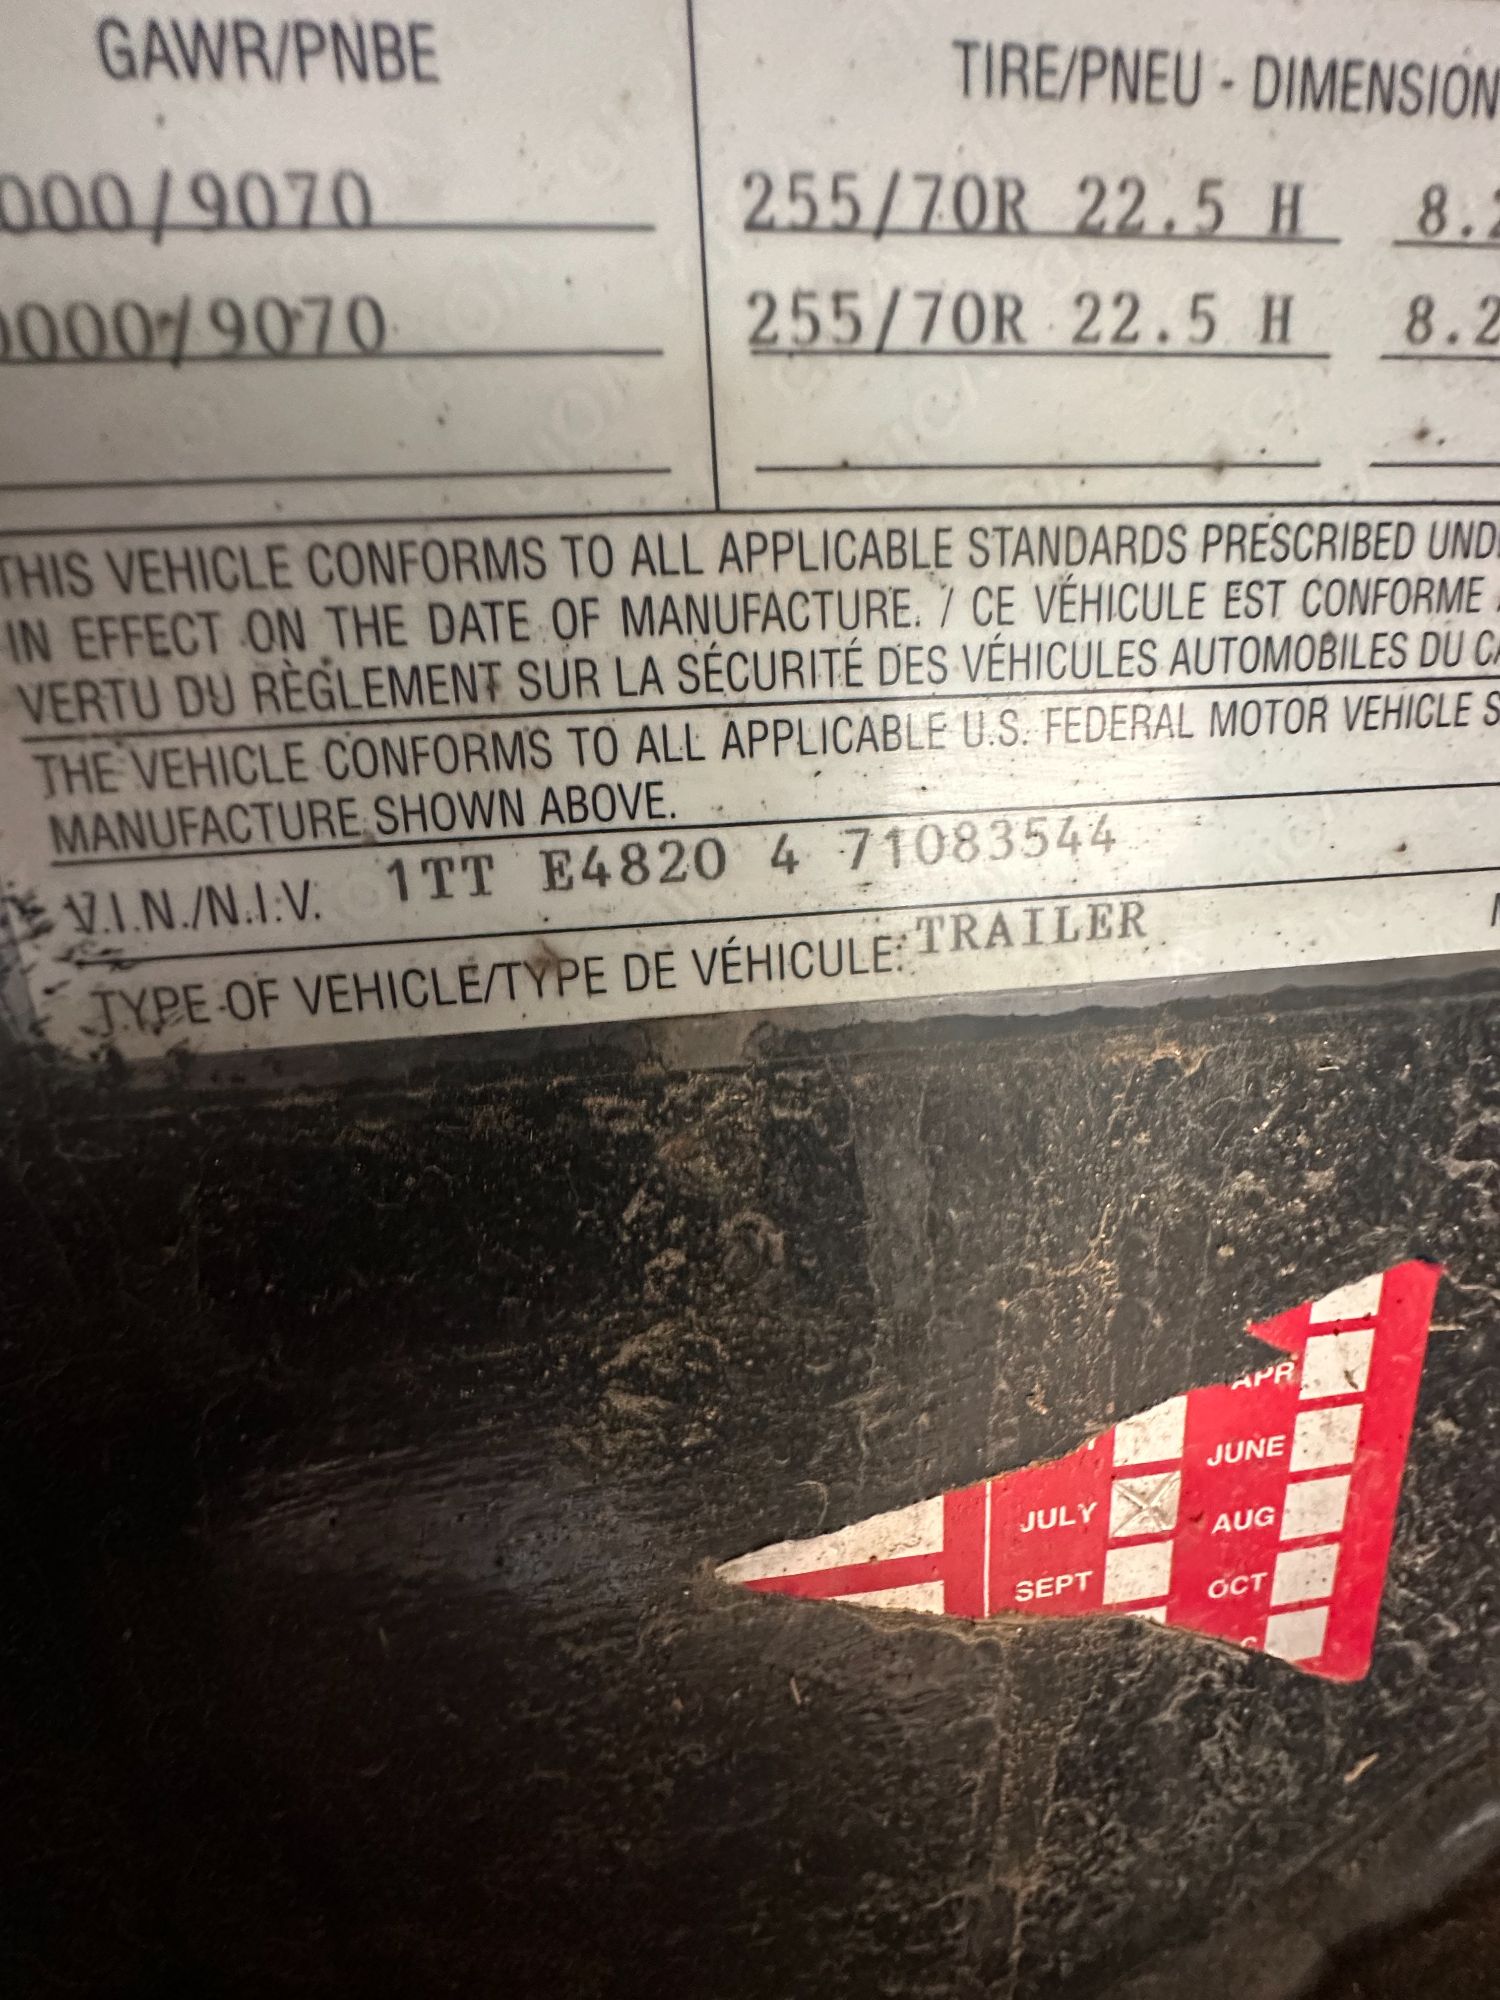 GAWR/PNBE
TIRE/PNEU - DIMENSION
000/9070
255/70R 22.5 H
8.2
0000/9070
255/70R 22.5 H
8.2
THIS VEHICLE CONFORMS TO ALL APPLICABLE STANDARDS PRESCRIBED UND
IN EFFECT ON THE DATE OF MANUFACTURE. / CE VÉHICULE EST CONFORME
VERTU DU RÈGLEMENT SUR LA SÉCURITÉ DES VÉHICULES AUTOMOBILES DU CA
THE VEHICLE CONFORMS TO ALL APPLICABLE U.S. FEDERAL MOTOR VEHICLE S
MANUFACTURE SHOWN ABOVE.
V.I.N./N.I.V. 1TT E4820 4 71083544
TYPE OF VEHICLE/TYPE DE VÉHICULE: TRAILER
APR
JUNE
JULY
AUG
SEPT
OCT